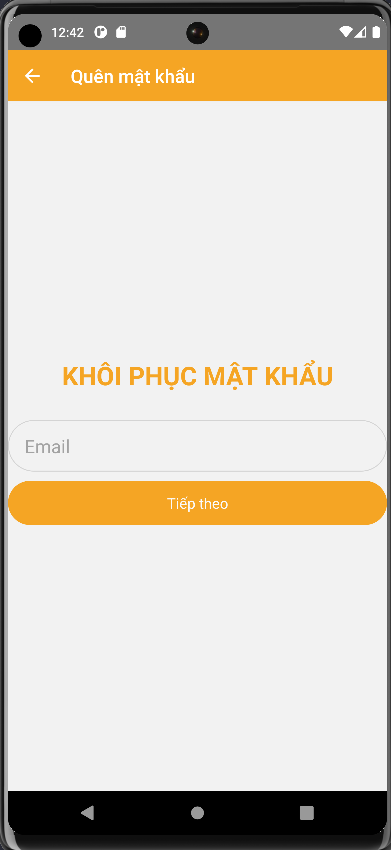 12:42
Quên mật khẩu
KHÔI PHỤC MẬT KHẨU
Email
Tiếp theo